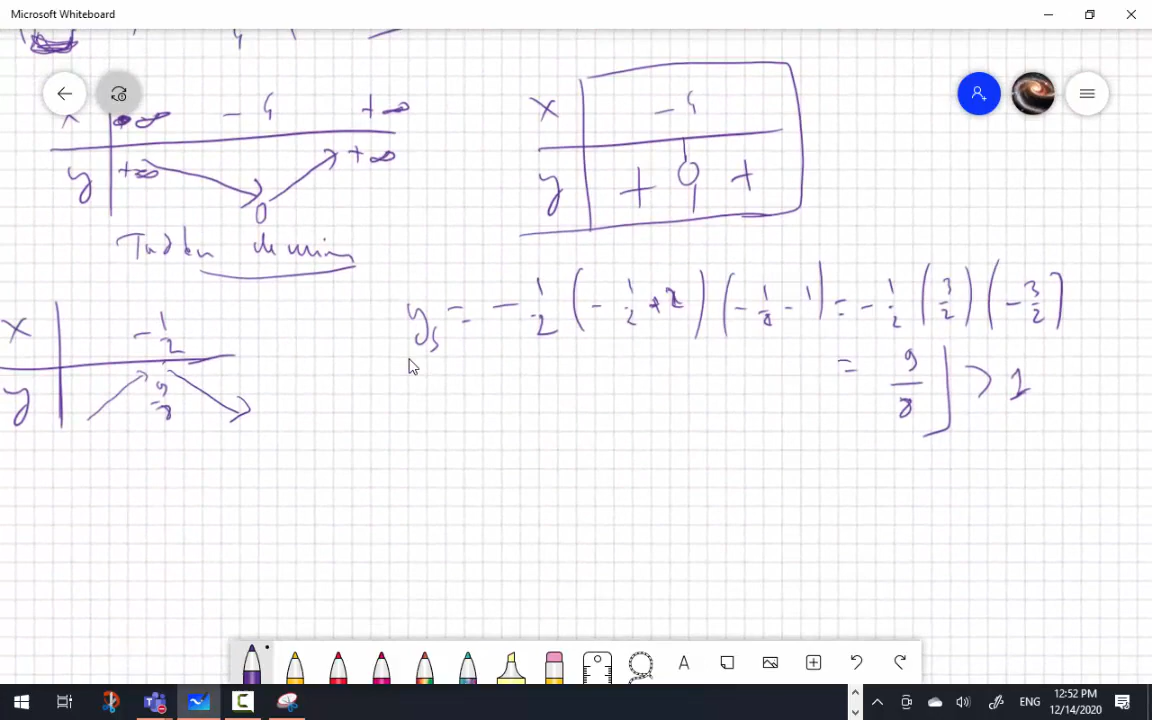 Microsoft Whiteboard
x -∞ -4 +∞
y +∞ 0 +∞
x -4
y + 0 +
y_s = -1/2 (-1/2 + 2) (-1/2 - 1) = -1/2 (3/2) (-3/2)
= 9/8 > 1
x -1/2
y 9/8
A
ENG
12:52 PM
12/14/2020